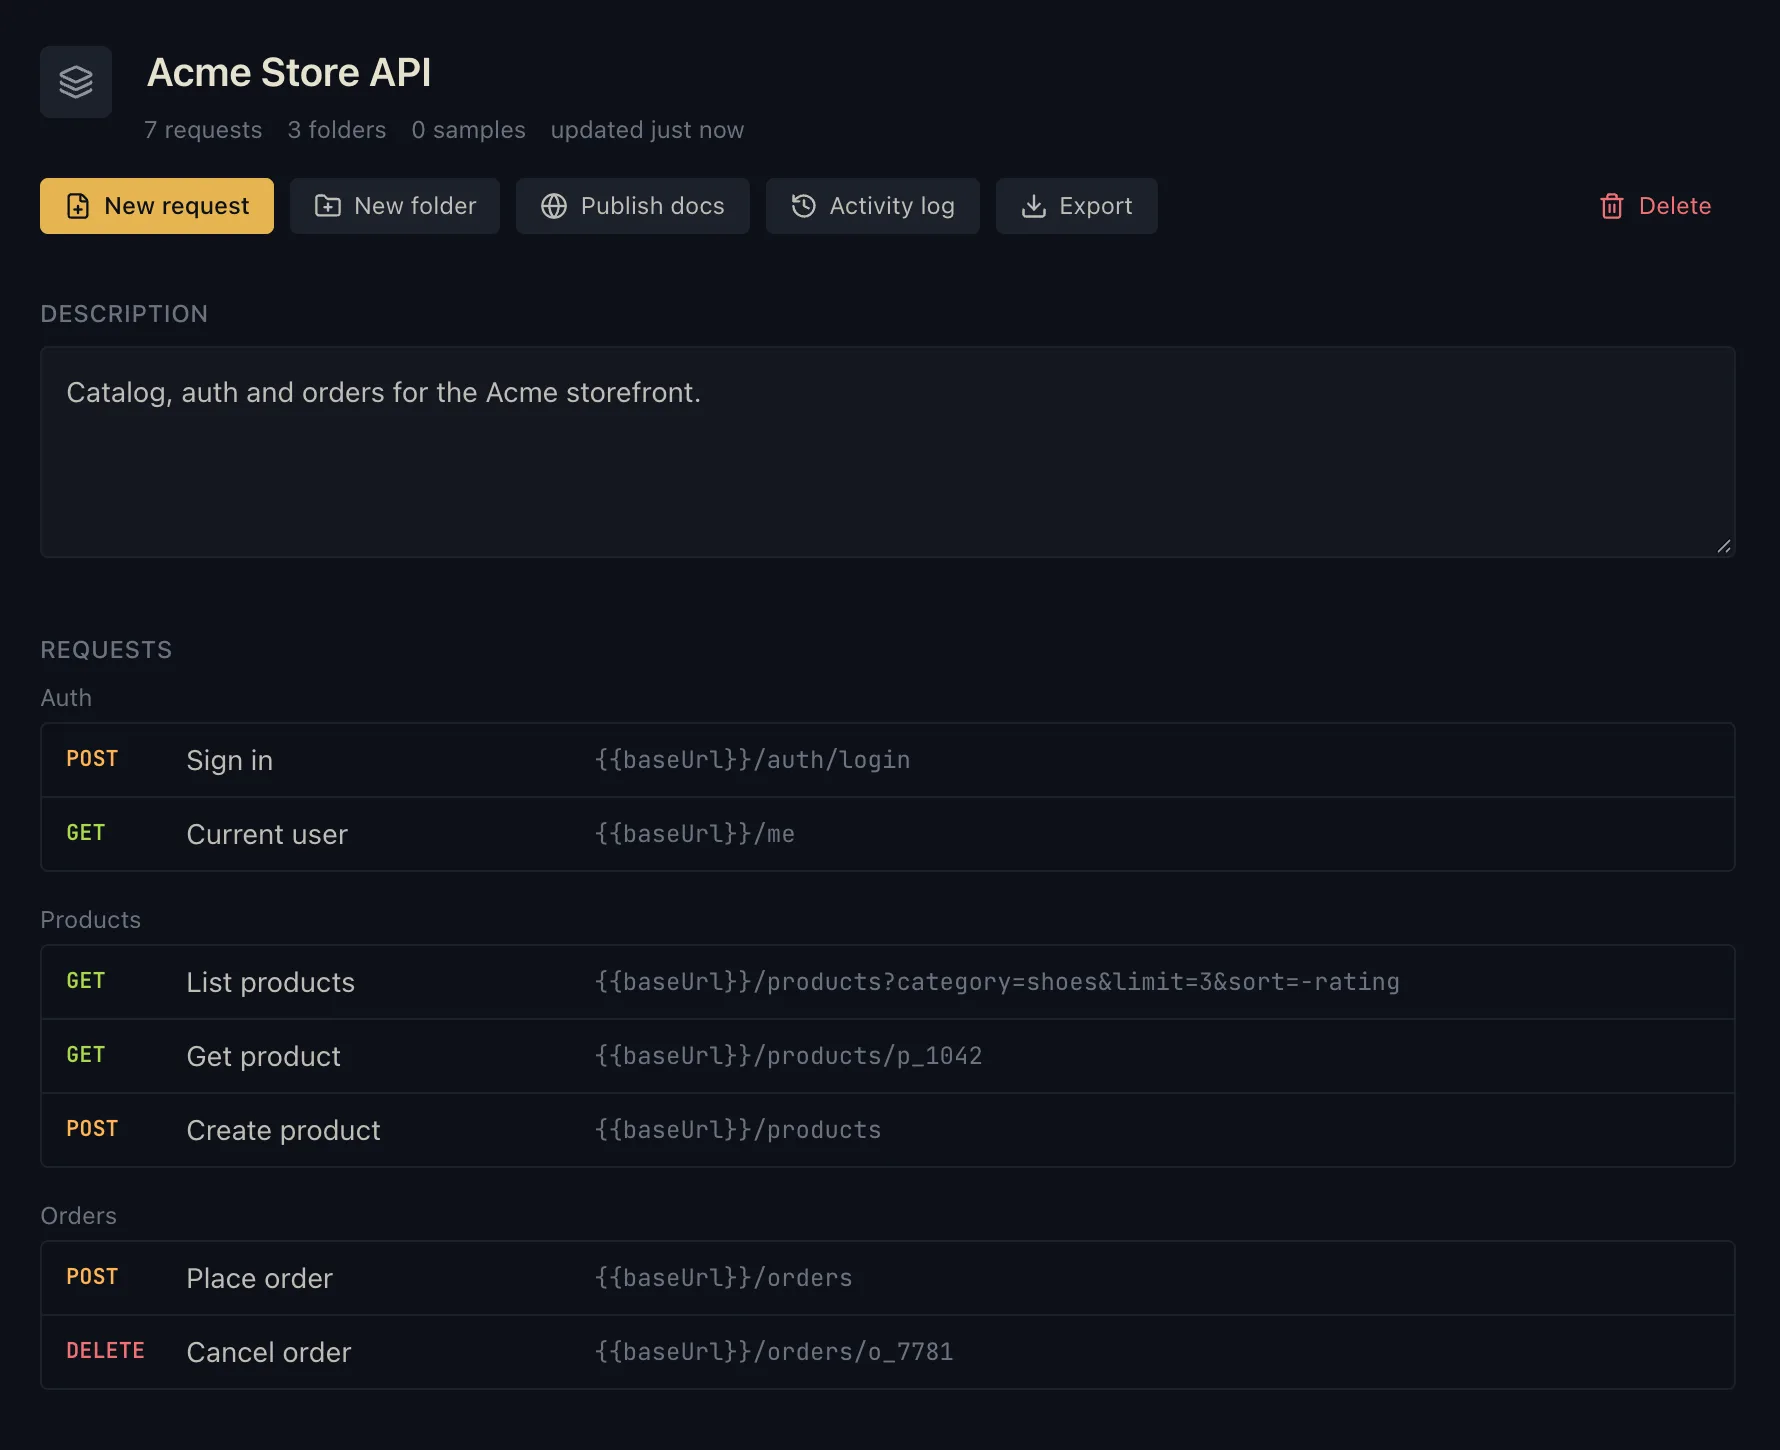 Acme Store API
7 requests 3 folders 0 samples updated just now
New request New folder Publish docs Activity log Export Delete
DESCRIPTION
Catalog, auth and orders for the Acme storefront.
REQUESTS
Auth
POST Sign in {{baseUrl}}/auth/login
GET Current user {{baseUrl}}/me
Products
GET List products {{baseUrl}}/products?category=shoes&limit=3&sort=-rating
GET Get product {{baseUrl}}/products/p_1042
POST Create product {{baseUrl}}/products
Orders
POST Place order {{baseUrl}}/orders
DELETE Cancel order {{baseUrl}}/orders/o_7781